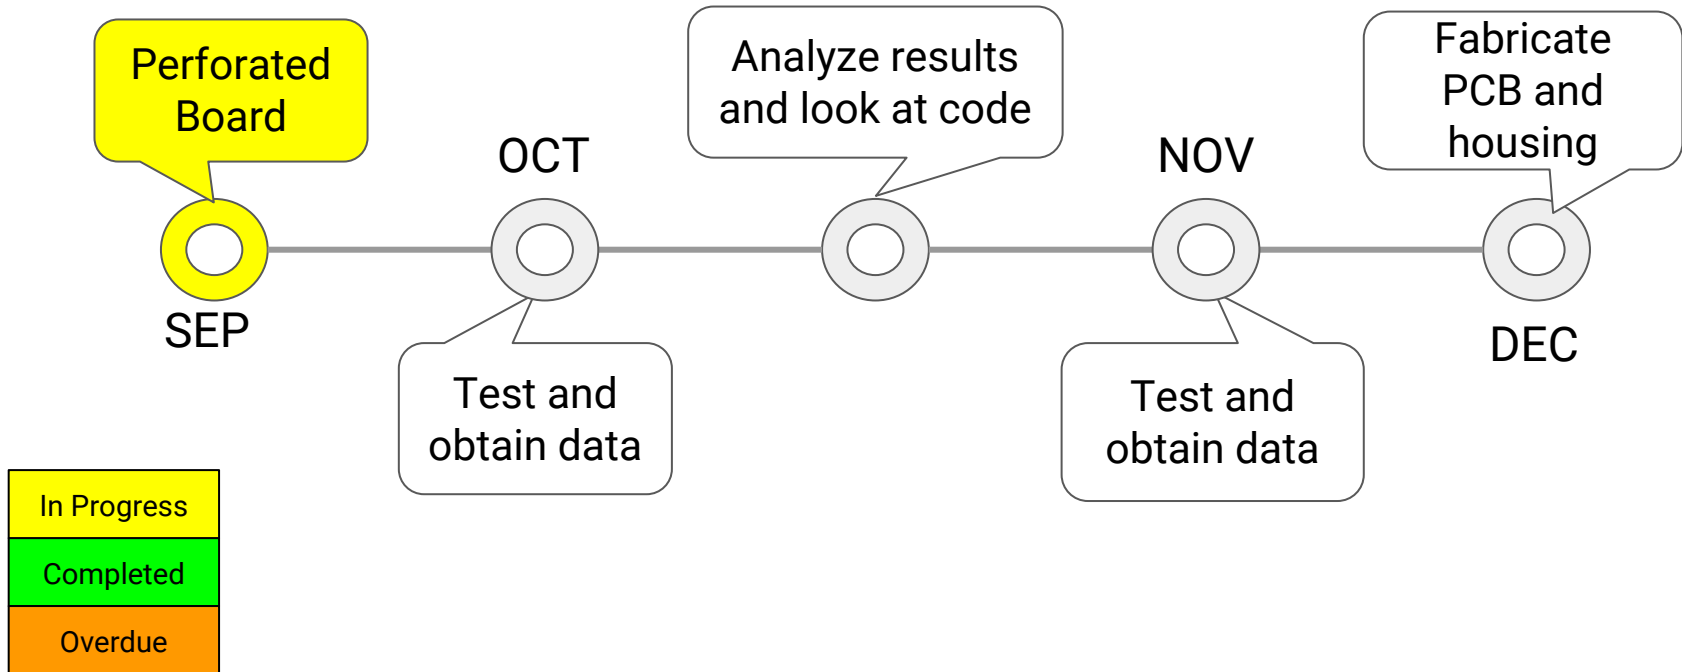 Perforated
Board
SEP
OCT
Test and
obtain data
Analyze results
and look at code
NOV
Test and
obtain data
Fabricate
PCB and
housing
DEC
In Progress
Completed
Overdue